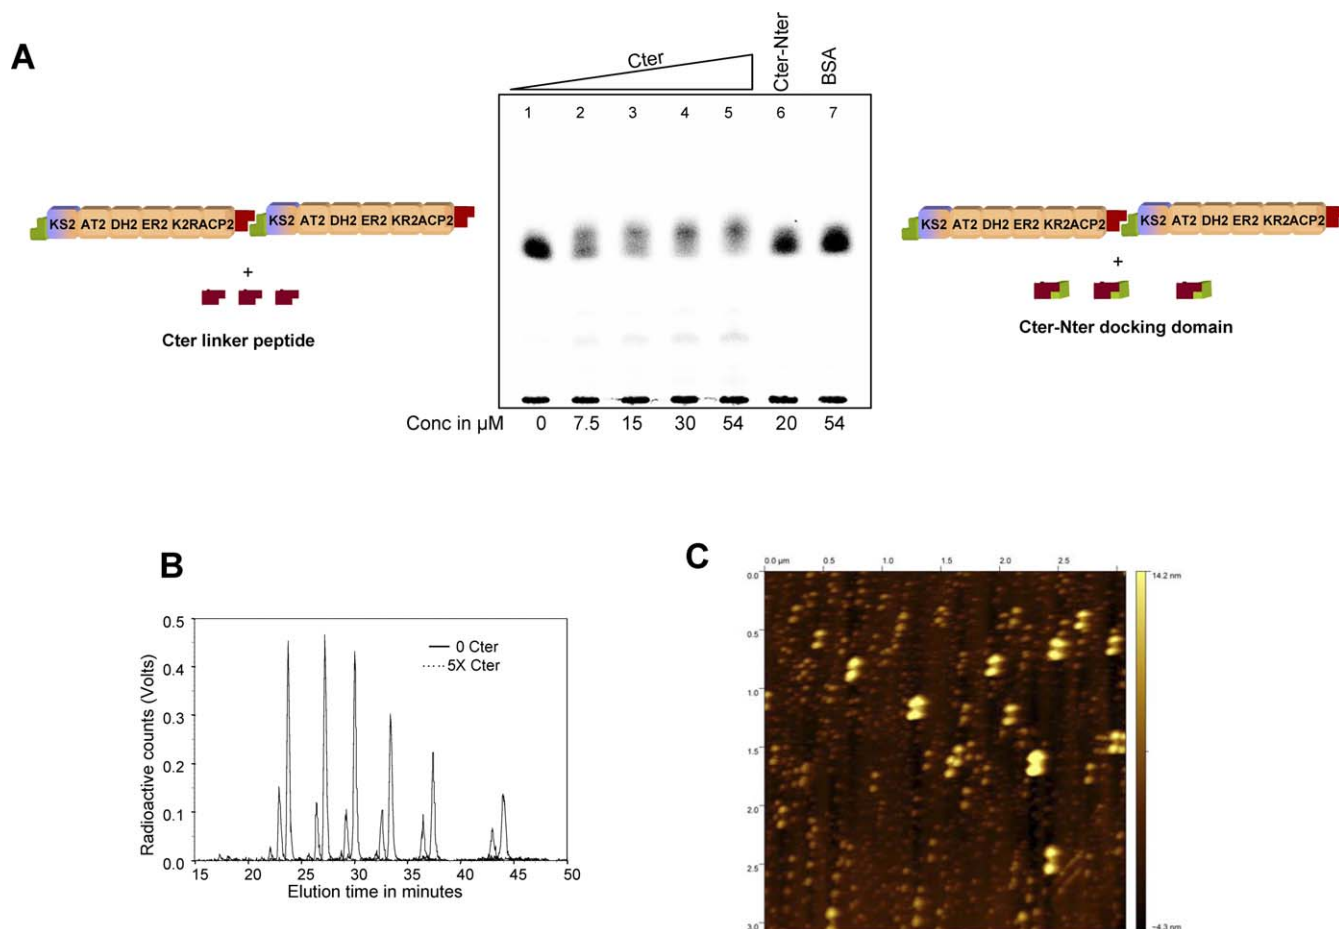 A
Cter
Cter-Nter
BSA
1 2 3 4 5 6 7
KS2 AT2 DH2 ER2 K2RACP2 KS2 AT2 DH2 ER2 KR2ACP2
+
Cter linker peptide
KS2 AT2 DH2 ER2 KR2ACP2 KS2 AT2 DH2 ER2 KR2ACP2
+
Cter-Nter docking domain
Conc in µM 0 7.5 15 30 54 20 54
B
0.5
0.4
0.3
0.2
0.1
0.0
Radioactive counts (Volts)
0 Cter
5X Cter
15 20 25 30 35 40 45 50
Elution time in minutes
C
0.0 µm 0.5 1.0 1.5 2.0 2.5
0.0
0.5
1.0
1.5
2.0
2.5
3.0
14.2 nm
-4.3 nm